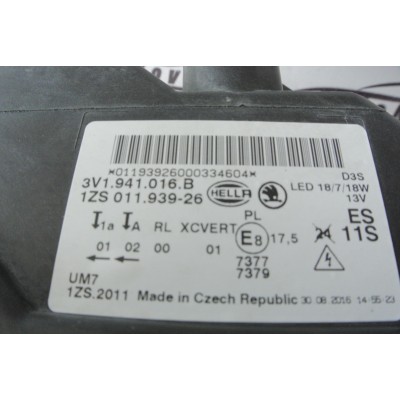 *01193926000334604*
3V1.941.016.B
1ZS 011.939-26
HELLA
D3S
LED 18/7/18W
13V
1a A RL XCVERT
01 02 00 01
PL
E8 17,5
7377
7379
ES
24 11S
UM7
1ZS.2011 Made in Czech Republic 30 08 2016 14-55-23